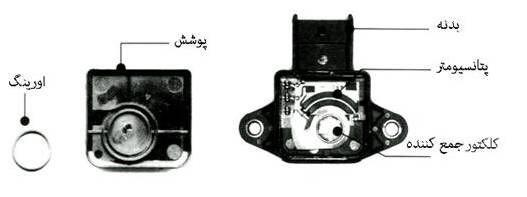 بدنه
پوشش
پتانسیومتر
اورینگ
کلکتور جمع کننده